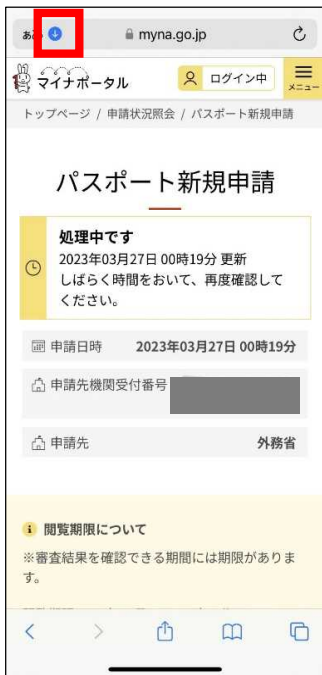 ああ myna.go.jp
マイナポータル ログイン中 メニュー
トップページ / 申請状況照会 / パスポート新規申請
パスポート新規申請
処理中です
2023年03月27日 00時19分 更新
しばらく時間をおいて、再度確認して
ください。
申請日時 2023年03月27日 00時19分
申請先機関受付番号
申請先 外務省
閲覧期限について
※審査結果を確認できる期間には期限がありま
す。